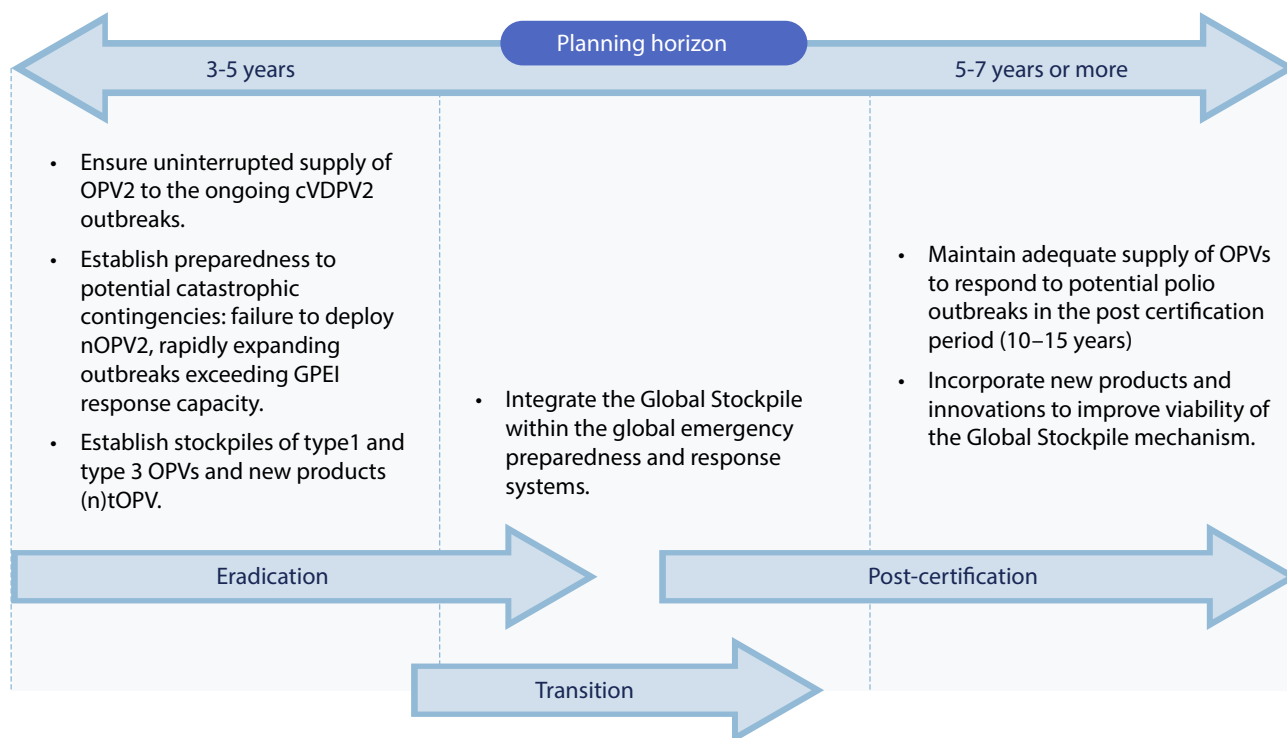 Planning horizon
3-5 years
5-7 years or more
• Ensure uninterrupted supply of
OPV2 to the ongoing cVDPV2
outbreaks.
• Establish preparedness to
potential catastrophic
contingencies: failure to deploy
nOPV2, rapidly expanding
outbreaks exceeding GPEI
response capacity.
• Establish stockpiles of type1 and
type 3 OPVs and new products
(n)tOPV.
• Integrate the Global Stockpile
within the global emergency
preparedness and response
systems.
• Maintain adequate supply of OPVs
to respond to potential polio
outbreaks in the post certification
period (10–15 years)
• Incorporate new products and
innovations to improve viability of
the Global Stockpile mechanism.
Eradication
Post-certification
Transition